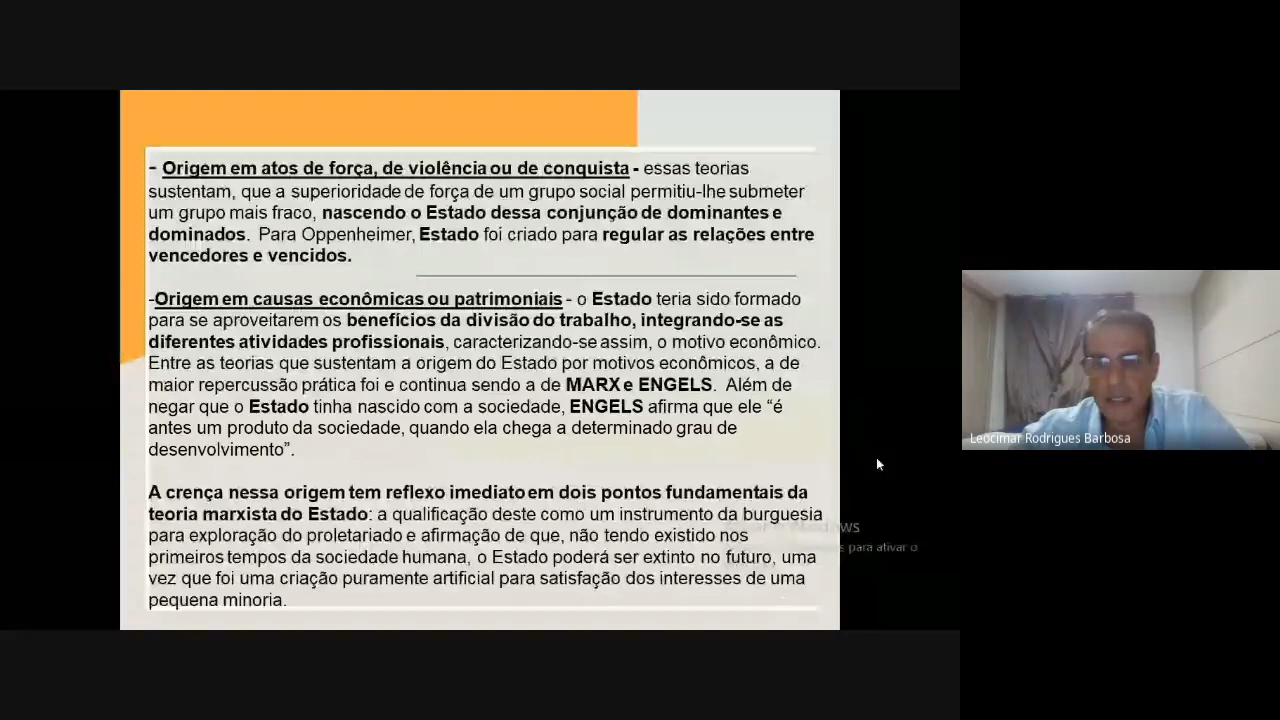 - Origem em atos de força, de violência ou de conquista - essas teorias
sustentam, que a superioridade de força de um grupo social permitiu-lhe submeter
um grupo mais fraco, nascendo o Estado dessa conjunção de dominantes e
dominados. Para Oppenheimer, Estado foi criado para regular as relações entre
vencedores e vencidos.
-Origem em causas econômicas ou patrimoniais - o Estado teria sido formado
para se aproveitarem os benefícios da divisão do trabalho, integrando-se as
diferentes atividades profissionais, caracterizando-se assim, o motivo econômico.
Entre as teorias que sustentam a origem do Estado por motivos econômicos, a de
maior repercussão prática foi e continua sendo a de MARX e ENGELS. Além de
negar que o Estado tinha nascido com a sociedade, ENGELS afirma que ele “é
antes um produto da sociedade, quando ela chega a determinado grau de
desenvolvimento”.
A crença nessa origem tem reflexo imediato em dois pontos fundamentais da
teoria marxista do Estado: a qualificação deste como um instrumento da burguesia
para exploração do proletariado e afirmação de que, não tendo existido nos
primeiros tempos da sociedade humana, o Estado poderá ser extinto no futuro, uma
vez que foi uma criação puramente artificial para satisfação dos interesses de uma
pequena minoria.
para ativar o
Leocimar Rodrigues Barbosa